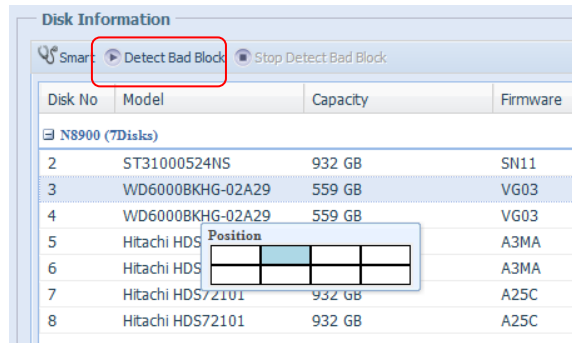 Disk Information
Smart Detect Bad Block Stop Detect Bad Block
Disk No Model Capacity Firmware
N8900 (7Disks)
2 ST31000524NS 932 GB SN11
3 WD6000BKHG-02A29 559 GB VG03
4 WD6000BKHG-02A29 559 GB VG03
Position
5 Hitachi HDS A3MA
6 Hitachi HDS A3MA
7 Hitachi HDS72101 932 GB A25C
8 Hitachi HDS72101 932 GB A25C